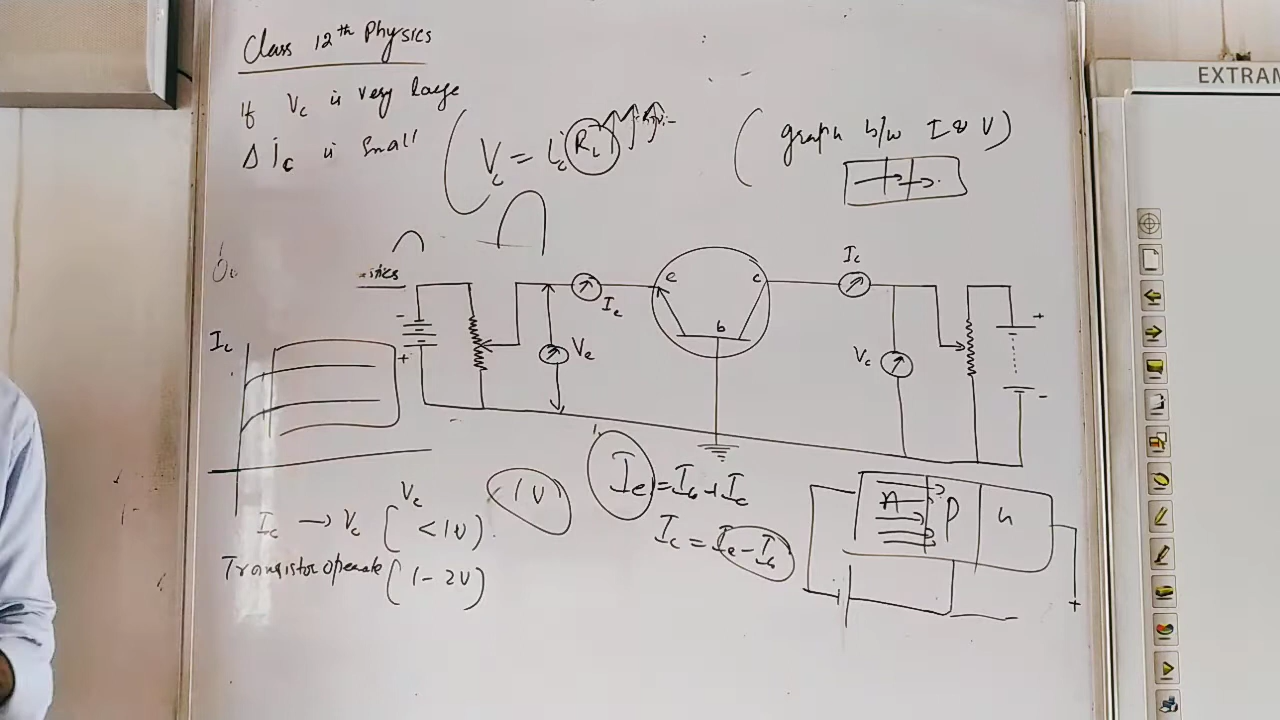 Class 12th Physics
If Vc is very large
Δ ic is small
Vc = ic RL
(graph b/w I & V)
EXTRAM
Ic
e
c
b
Ie
Ve
Vc
-
+
+
-
Ic
Ie = Ib + Ic
Ic = Ie - Ib
(1V)
Vc
Ic → Vc (<1V).
Transistor operate (1-2V)
n
p
n
+